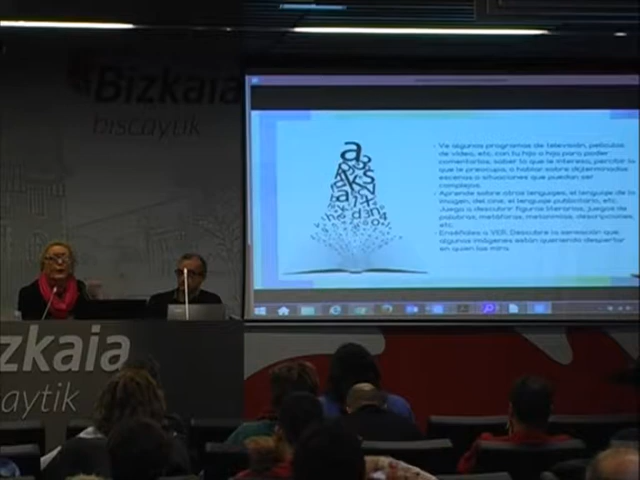 Bizkaia
biscaytik
- Ve algunos programas de televisión, películas
de vídeo, etc, con tu hijo o hija para poder
comentarlos, saber lo que le interesa, percibir lo
que le preocupa, o hablar sobre determinadas
escenas o situaciones que puedan ser
complejas.
- Aprende sobre otros lenguajes, el lenguaje de la
imagen, del cine, el lenguaje publicitario, etc.
Juega a descubrir figuras literarias, juegos de
palabras, metáforas, metonimias, descripciones,
etc.
- Enséñales a VER. Descubre la sensación que
algunas imágenes están queriendo despertar
en quien las mira.
zkaia
aytik